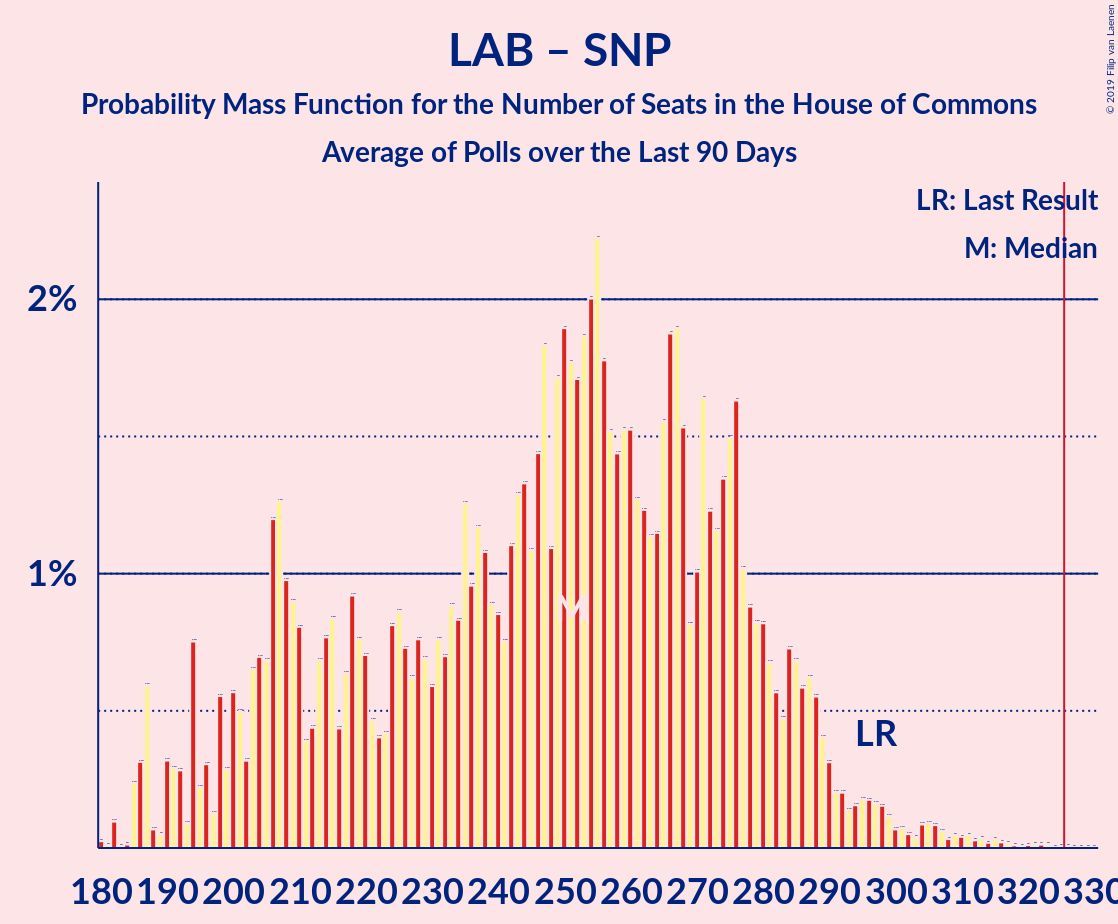 LAB – SNP
Probability Mass Function for the Number of Seats in the House of Commons
Average of Polls over the Last 90 Days
© 2019 Filip van Laenen
LR: Last Result
M: Median
2%
1%
M
LR
180 190 200 210 220 230 240 250 260 270 280 290 300 310 320 330